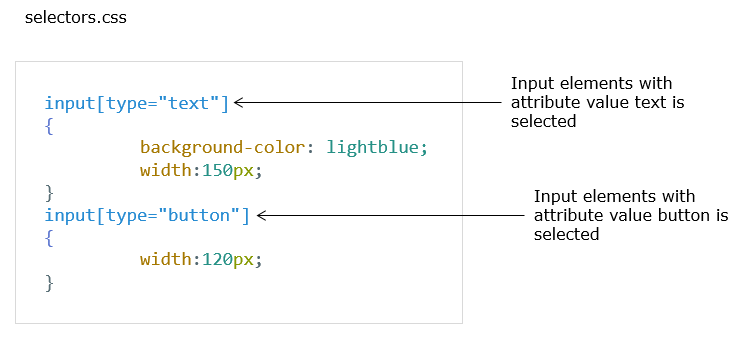 selectors.css
input[type="text"]
{
background-color: lightblue;
width:150px;
}
input[type="button"]
{
width:120px;
}
Input elements with
attribute value text is
selected
Input elements with
attribute value button is
selected